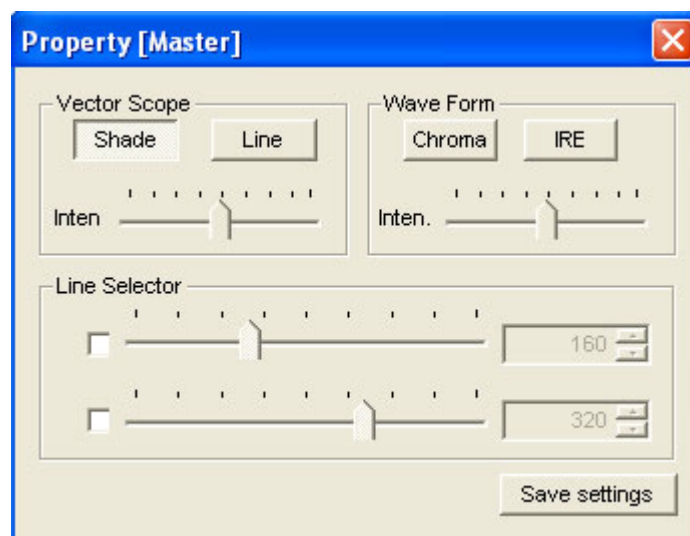 Property [Master]
Vector Scope
Shade
Line
Inten
Wave Form
Chroma
IRE
Inten.
Line Selector
160
320
Save settings